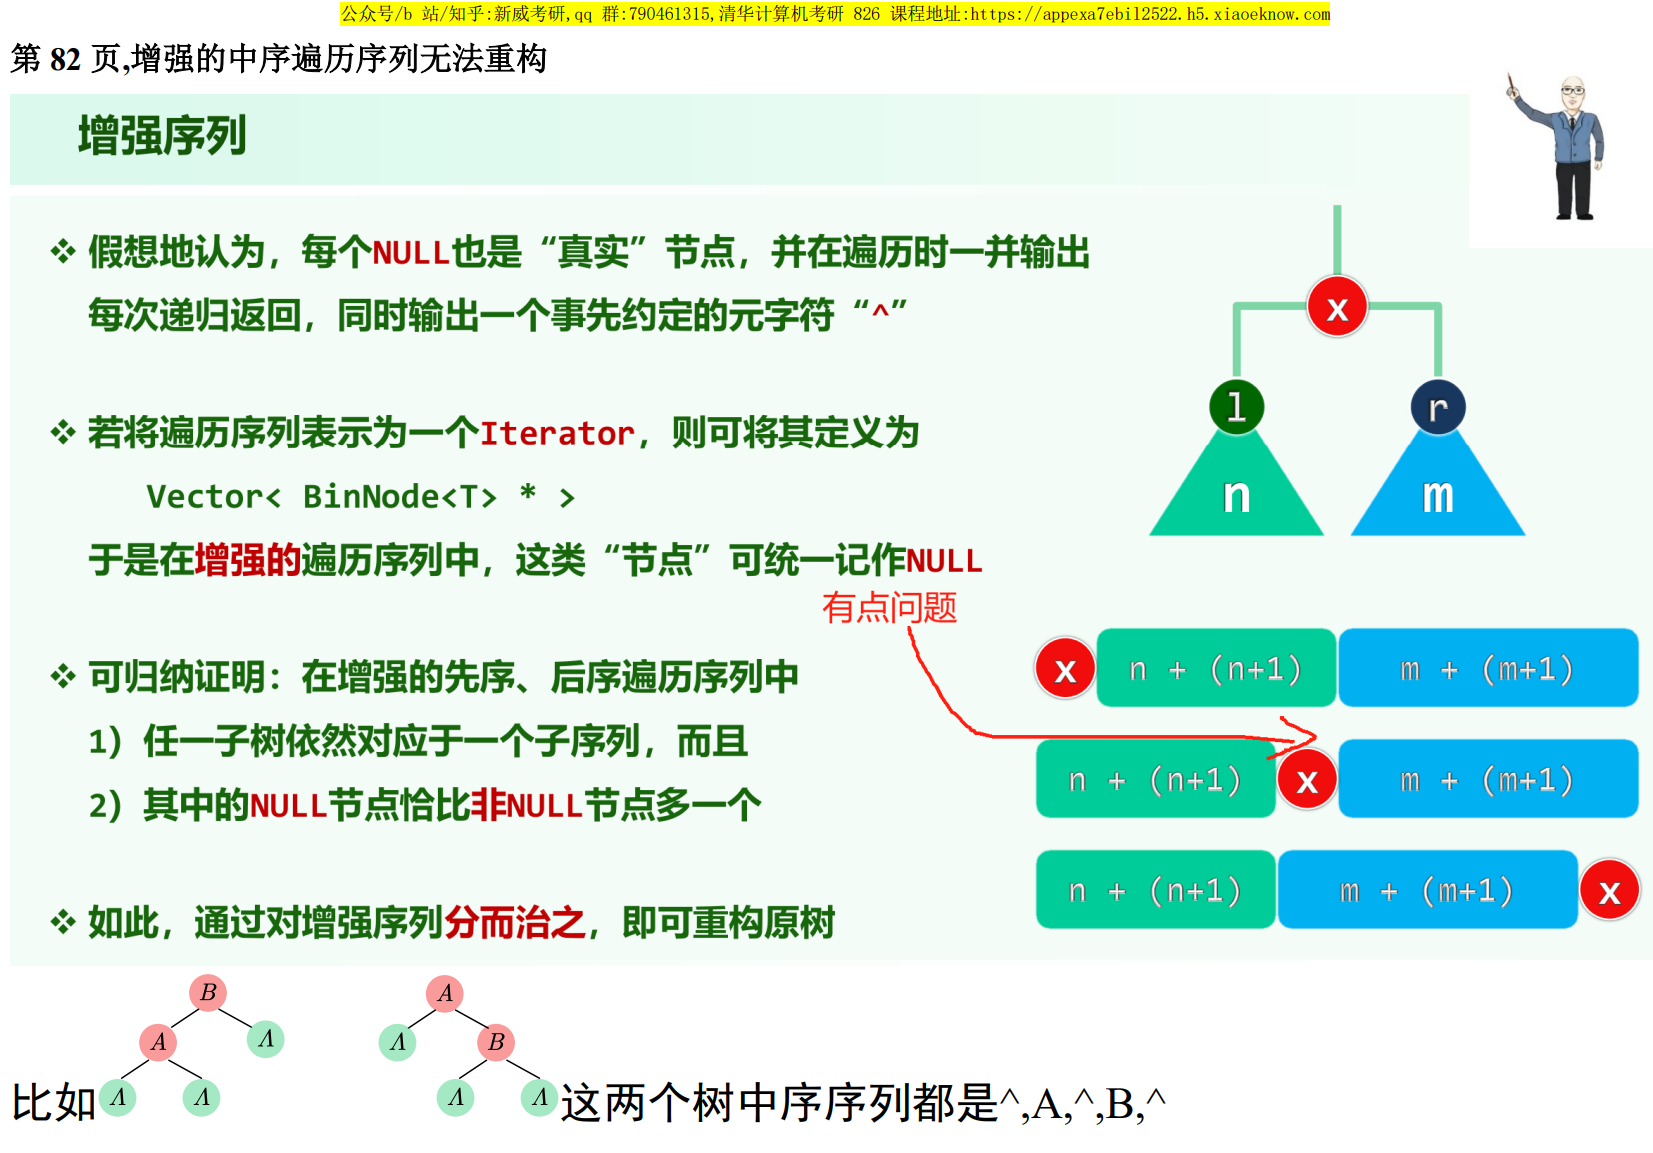 公众号/b 站/知乎:新威考研,qq 群:790461315,清华计算机考研 826 课程地址:https://appexa7ebil2522.h5.xiaoeknow.com
第 82 页,增强的中序遍历序列无法重构
增强序列
假想地认为，每个NULL也是“真实”节点，并在遍历时一并输出
每次递归返回，同时输出一个事先约定的元字符“^”
x
l
r
n
m
若将遍历序列表示为一个Iterator，则可将其定义为
Vector< BinNode<T> * >
于是在增强的遍历序列中，这类“节点”可统一记作NULL
有点问题
x n + (n+1) m + (m+1)
可归纳证明：在增强的先序、后序遍历序列中
1）任一子树依然对应于一个子序列，而且
n + (n+1) x m + (m+1)
2）其中的NULL节点恰比非NULL节点多一个
n + (n+1) m + (m+1) x
如此，通过对增强序列分而治之，即可重构原树
B
A
A
Λ
Λ
B
比如
Λ
Λ
Λ
Λ
这两个树中序序列都是^,A,^,B,^